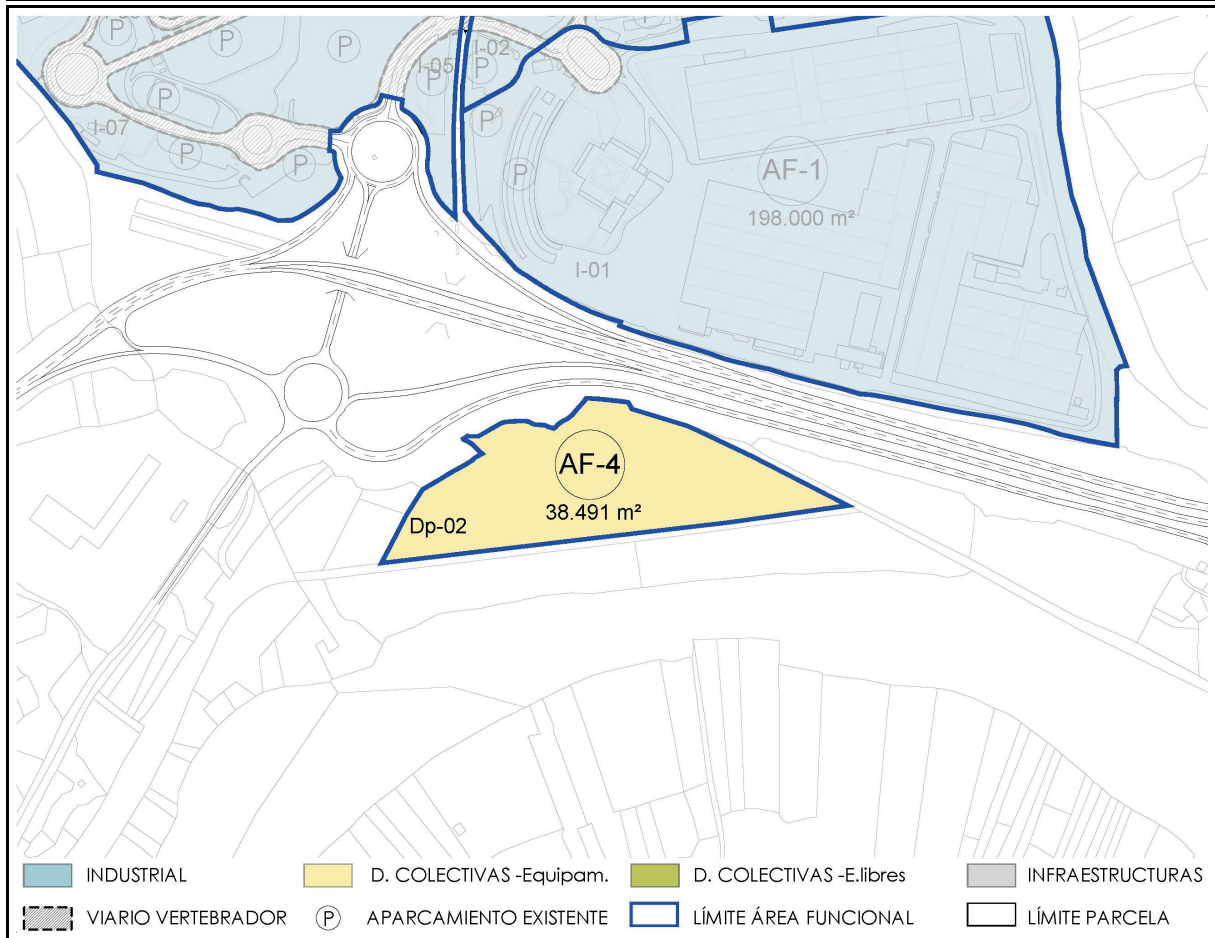 P
P
P
I-02
P
I-05
P
P
P
P
I-07
P
P
P
AF-1
198.000 m²
I-01
AF-4
38.491 m²
Dp-02
INDUSTRIAL
D. COLECTIVAS -Equipam.
D. COLECTIVAS -E.libres
INFRAESTRUCTURAS
VIARIO VERTEBRADOR
P APARCAMIENTO EXISTENTE
LÍMITE ÁREA FUNCIONAL
LÍMITE PARCELA